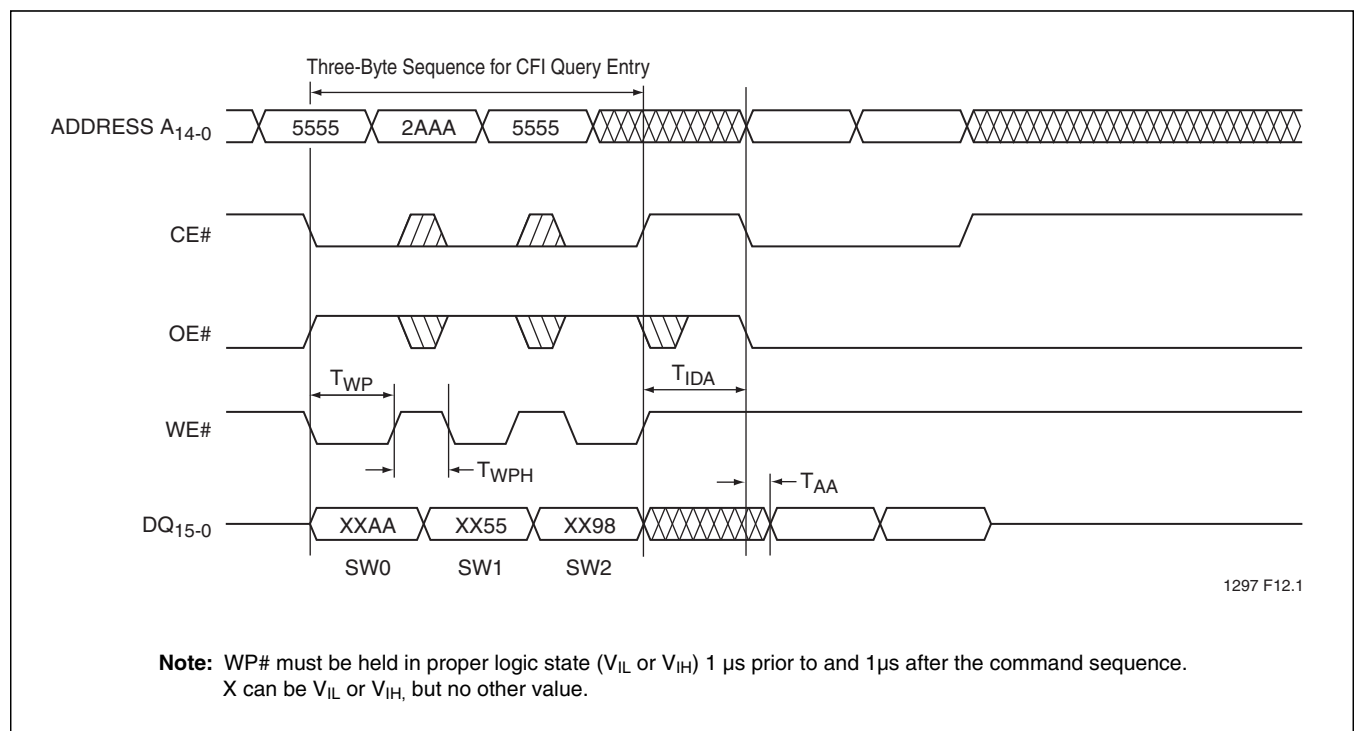 Three-Byte Sequence for CFI Query Entry
ADDRESS A14-0
5555 2AAA 5555
CE#
OE#
TWP
TIDA
WE#
TWPH
TAA
DQ15-0
XXAA XX55 XX98
SW0 SW1 SW2
1297 F12.1
Note: WP# must be held in proper logic state (VIL or VIH) 1 µs prior to and 1µs after the command sequence.
X can be VIL or VIH, but no other value.